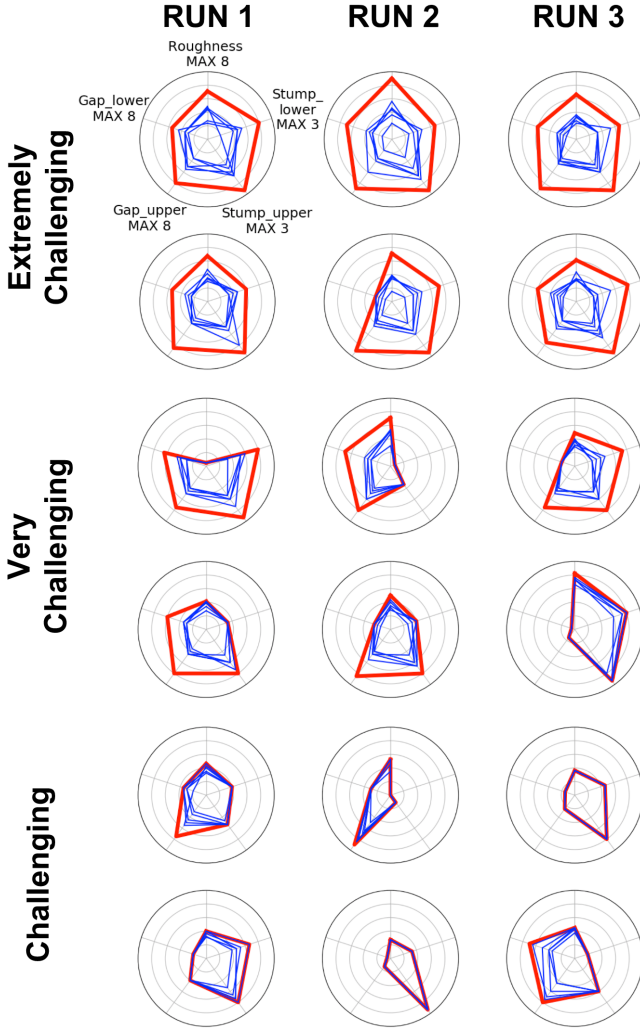 RUN 1
RUN 2
RUN 3
Roughness
MAX 8
Gap_lower
MAX 8
Stump_
lower
MAX 3
Gap_upper
MAX 8
Stump_upper
MAX 3
Extremely
Challenging
Very
Challenging
Challenging